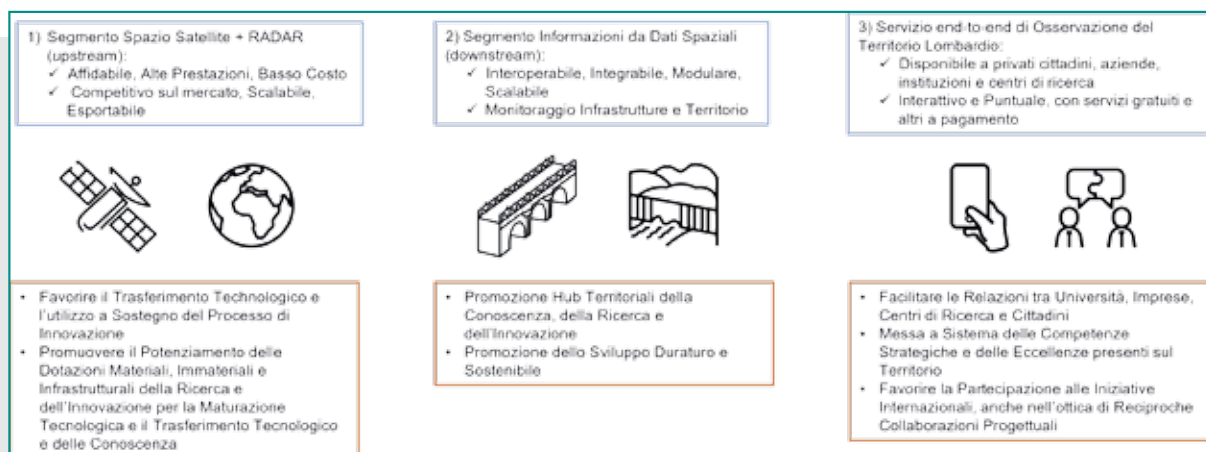 1) Segmento Spazio Satellite + RADAR
(upstream):
✓ Affidabile, Alte Prestazioni, Basso Costo
✓ Competitivo sul mercato, Scalabile,
Esportabile
2) Segmento Informazioni da Dati Spaziali
(downstream):
✓ Interoperabile, Integrabile, Modulare,
Scalabile
✓ Monitoraggio Infrastrutture e Territorio
3) Servizio end-to-end di Osservazione del
Territorio Lombardio:
✓ Disponibile a privati cittadini, aziende,
instituzioni e centri di ricerca
✓ Interattivo e Puntuale, con servizi gratuiti e
altri a pagamento
• Favorire il Trasferimento Technologico e
l'utilizzo a Sostegno del Processo di
Innovazione
• Promuovere il Potenziamento delle
Dotazioni Materiali, Immateriali e
Infrastrutturali della Ricerca e
dell'Innovazione per la Maturazione
Tecnologica e il Trasferimento Tecnologico
e delle Conoscenza
• Promozione Hub Territoriali della
Conoscenza, della Ricerca e
dell'Innovazione
• Promozione dello Sviluppo Duraturo e
Sostenibile
• Facilitare le Relazioni tra Università, Imprese,
Centri di Ricerca e Cittadini
• Messa a Sistema delle Competenze
Strategiche e delle Eccellenze presenti sul
Territorio
• Favorire la Partecipazione alle Iniziative
Internazionali, anche nell'ottica di Reciproche
Collaborazioni Progettuali